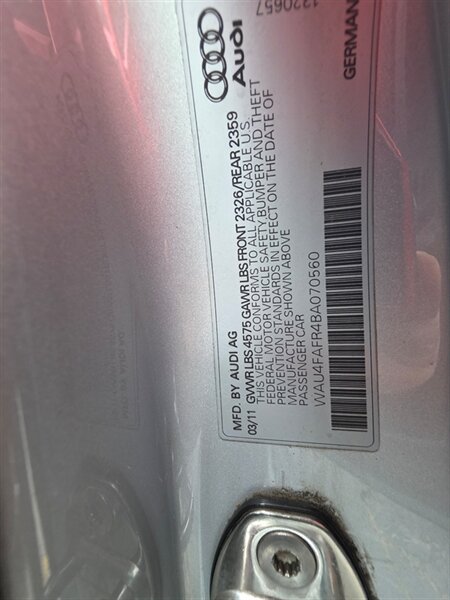 MFD. BY AUDI AG
03/11 GVWR LBS 4575 GAWR LBS FRONT 2326/REAR 2359
THIS VEHICLE CONFORMS TO ALL APPLICABLE U.S.
FEDERAL MOTOR VEHICLE SAFETY BUMPER AND THEFT
PREVENTION STANDARDS IN EFFECT ON THE DATE OF
MANUFACTURE SHOWN ABOVE
PASSENGER CAR
WAU4FAFR4BA070560
Audi
1220657
GERMAN